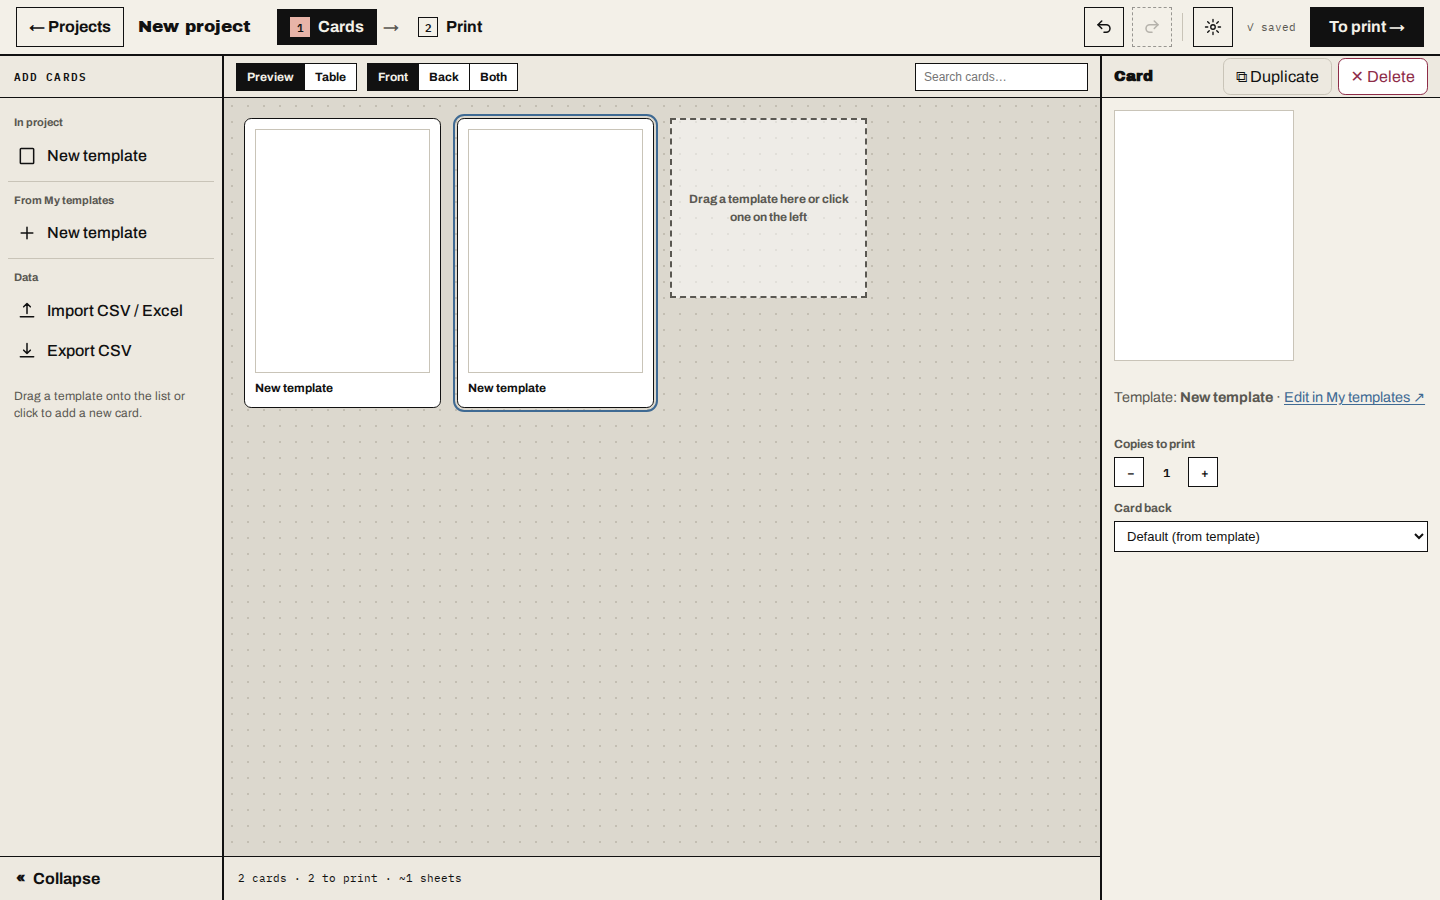 ← Projects
New project
1 Cards →
2 Print
√ saved
To print →
ADD CARDS
In project
New template
From My templates
+ New template
Data
Import CSV / Excel
Export CSV
Drag a template onto the list or
click to add a new card.
« Collapse
Preview Table
Front Back Both
Search cards…
New template
New template
Drag a template here or click
one on the left
2 cards · 2 to print · ~1 sheets
Card
⧉ Duplicate
✕ Delete
Template: New template · Edit in My templates ↗
Copies to print
− 1 +
Card back
Default (from template)